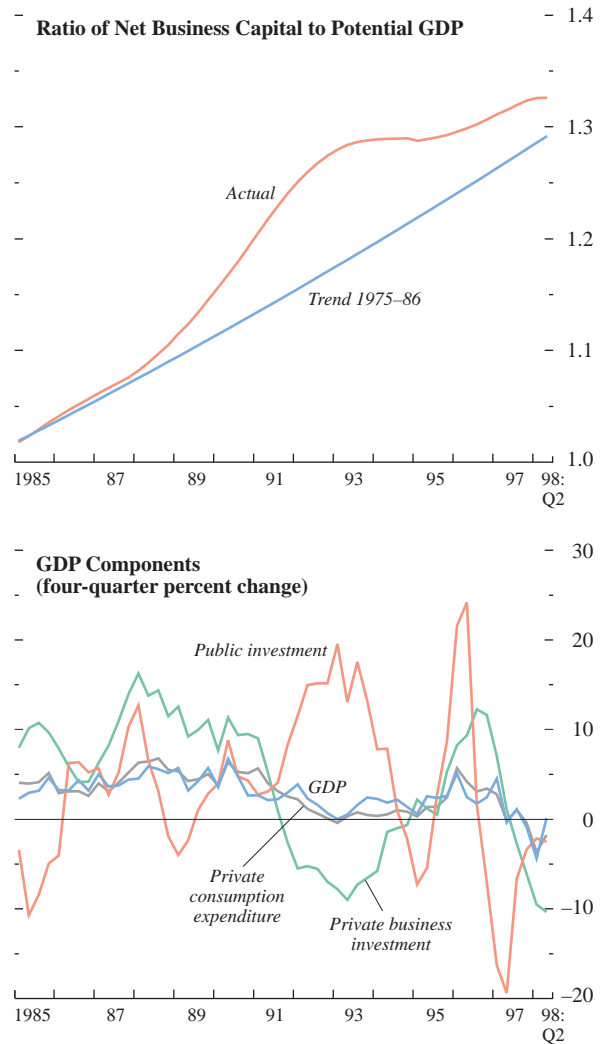 Ratio of Net Business Capital to Potential GDP
1.4
1.3
Actual
1.2
Trend 1975–86
1.1
1.0
1985 87 89 91 93 95 97 98:
Q2
GDP Components
(four-quarter percent change)
30
20
Public investment
10
GDP
0
Private
consumption
expenditure
Private business
investment
–10
–20
1985 87 89 91 93 95 97 98:
Q2